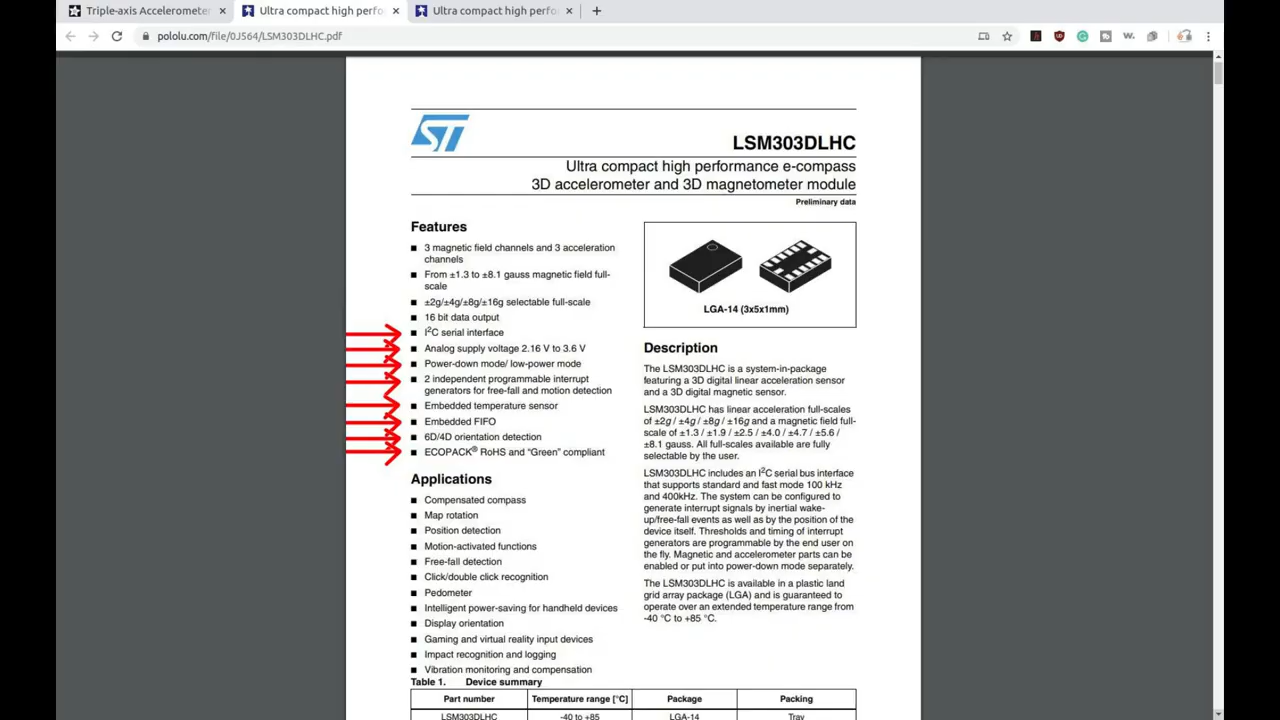 Triple-axis Accelerometer
Ultra compact high perfo
Ultra compact high perfo
pololu.com/file/0J564/LSM303DLHC.pdf
ST
LSM303DLHC
Ultra compact high performance e-compass
3D accelerometer and 3D magnetometer module
Preliminary data
Features
■ 3 magnetic field channels and 3 acceleration
channels
■ From ±1.3 to ±8.1 gauss magnetic field full-
scale
■ ±2g/±4g/±8g/±16g selectable full-scale
■ 16 bit data output
■ I²C serial interface
■ Analog supply voltage 2.16 V to 3.6 V
■ Power-down mode/ low-power mode
■ 2 independent programmable interrupt
generators for free-fall and motion detection
■ Embedded temperature sensor
■ Embedded FIFO
■ 6D/4D orientation detection
■ ECOPACK® RoHS and “Green” compliant
Applications
■ Compensated compass
■ Map rotation
■ Position detection
■ Motion-activated functions
■ Free-fall detection
■ Click/double click recognition
■ Pedometer
■ Intelligent power-saving for handheld devices
■ Display orientation
■ Gaming and virtual reality input devices
■ Impact recognition and logging
■ Vibration monitoring and compensation
LGA-14 (3x5x1mm)
Description
The LSM303DLHC is a system-in-package
featuring a 3D digital linear acceleration sensor
and a 3D digital magnetic sensor.
LSM303DLHC has linear acceleration full-scales
of ±2g / ±4g / ±8g / ±16g and a magnetic field full-
scale of ±1.3 / ±1.9 / ±2.5 / ±4.0 / ±4.7 / ±5.6 /
±8.1 gauss. All full-scales available are fully
selectable by the user.
LSM303DLHC includes an I²C serial bus interface
that supports standard and fast mode 100 kHz
and 400kHz. The system can be configured to
generate interrupt signals by inertial wake-
up/free-fall events as well as by the position of the
device itself. Thresholds and timing of interrupt
generators are programmable by the end user on
the fly. Magnetic and accelerometer parts can be
enabled or put into power-down mode separately.
The LSM303DLHC is available in a plastic land
grid array package (LGA) and is guaranteed to
operate over an extended temperature range from
-40 °C to +85 °C.
Table 1. Device summary
Part number Temperature range [°C] Package Packing
LSM303DLHC -40 to +85 LGA-14 Tray